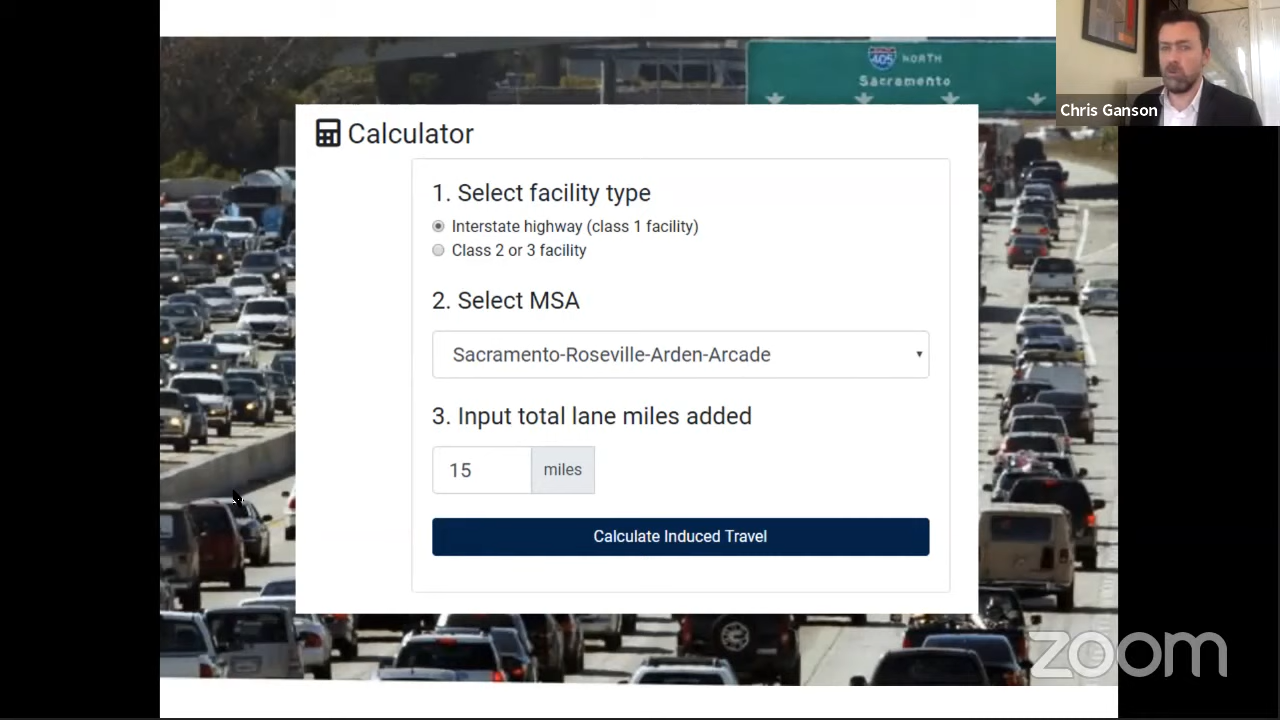 405 NORTH
Sacramento
Chris Ganson
Calculator
1. Select facility type
Interstate highway (class 1 facility)
Class 2 or 3 facility
2. Select MSA
Sacramento-Roseville-Arden-Arcade
3. Input total lane miles added
15 miles
Calculate Induced Travel
zoom